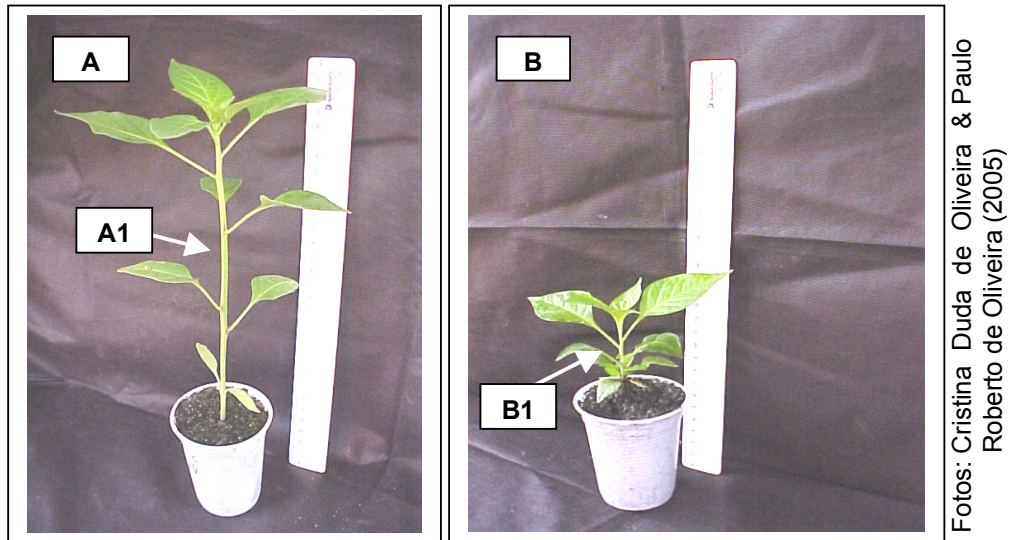 A
A1
B
B1
Fotos: Cristina Duda de Oliveira & Paulo
Roberto de Oliveira (2005)